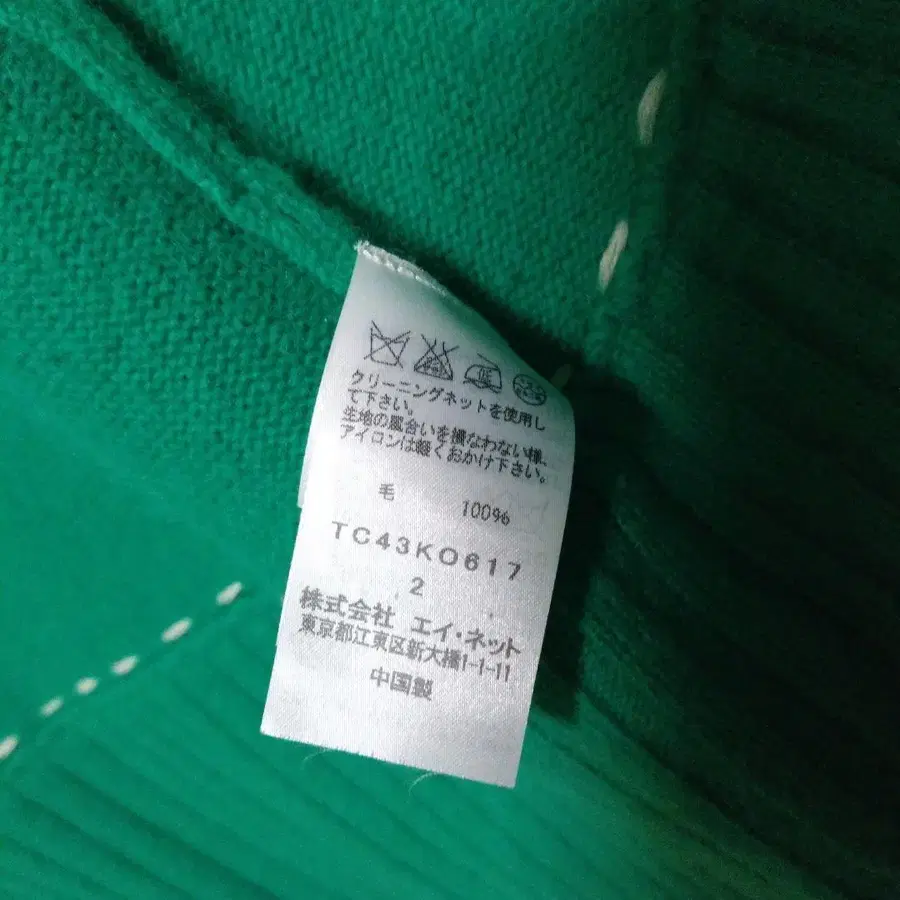 低
クリーニングネットを使用し
て下さい。
生地の風合いを損なわない様、
アイロンは軽くおかけ下さい。
毛 100%
TC43KO617
2
株式会社 エイ・ネット
東京都江東区新大橋1-1-11
中国製